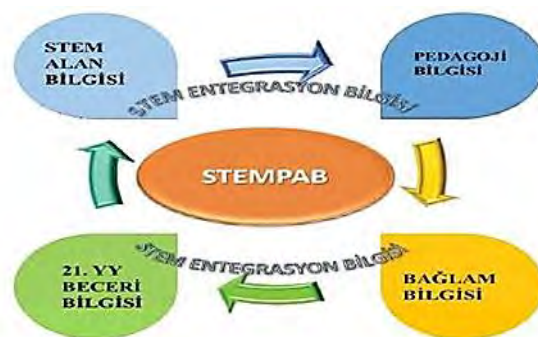 STEM
ALAN
BİLGİSİ
PEDAGOJİ
BİLGİSİ
STEM ENTEGRASYON BİLGİSİ
STEMPAB
STEM ENTEGRASYON BİLGİSİ
21. YY
BECERİ
BİLGİSİ
BAĞLAM
BİLGİSİ